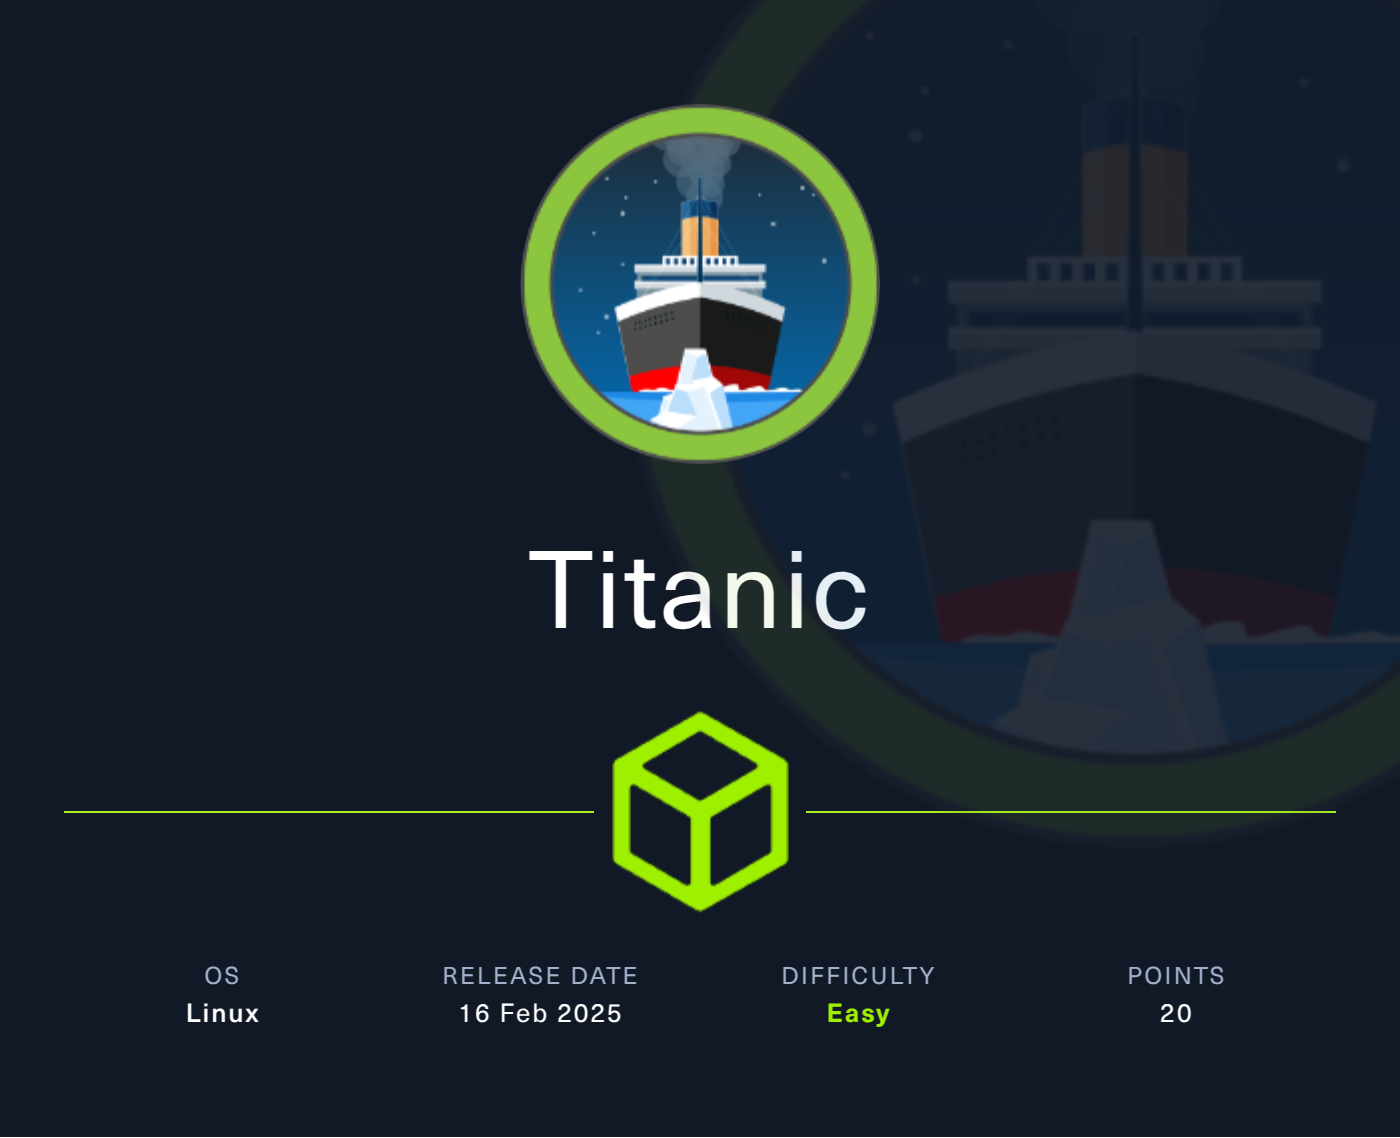 Titanic
OS
Linux
RELEASE DATE
16 Feb 2025
DIFFICULTY
Easy
POINTS
20